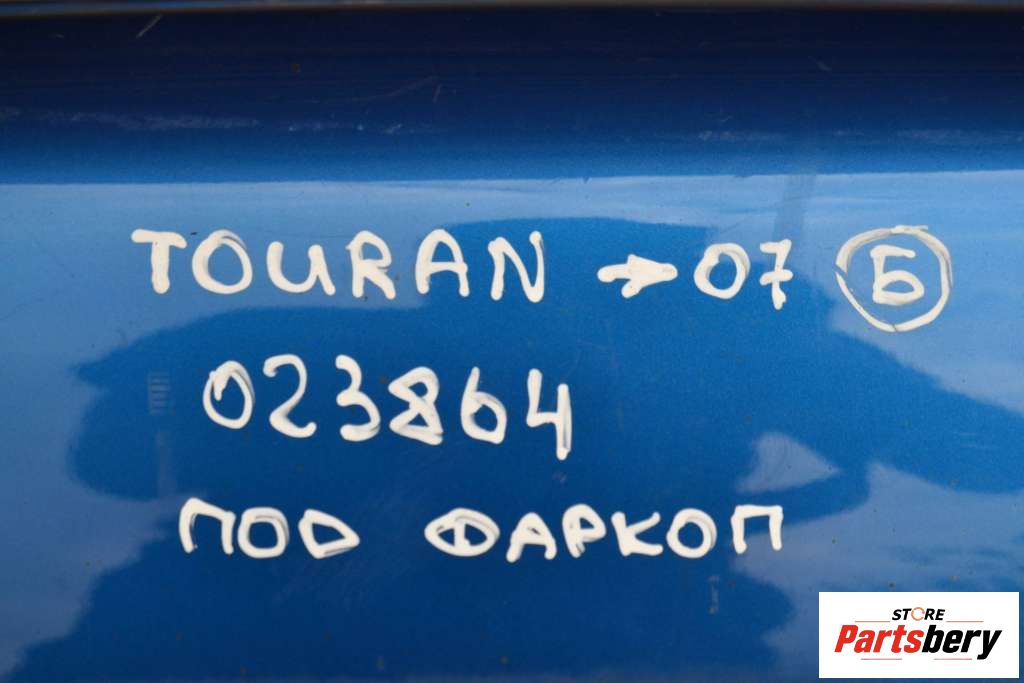 TOURAN → 07 Б
023864
ПОД ФАРКОП
STORE
Partsbery